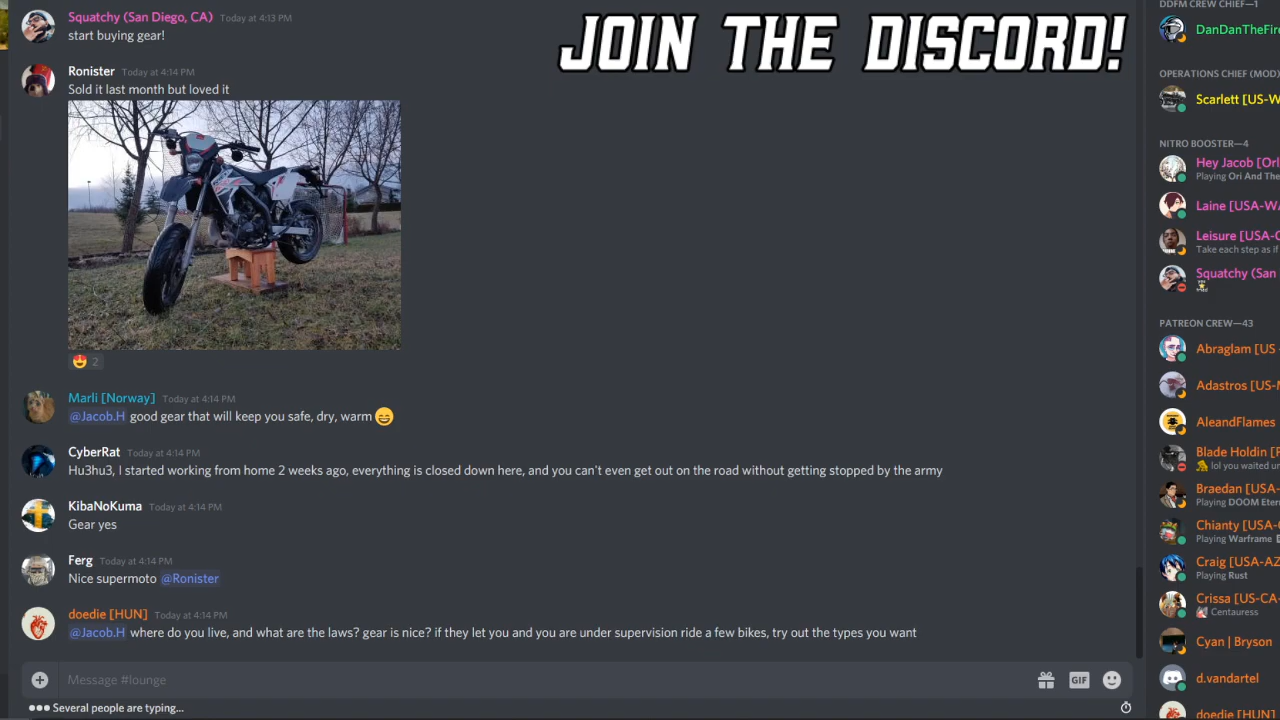 Squatchy (San Diego, CA) Today at 4:13 PM
start buying gear!
JOIN THE DISCORD!
Ronister Today at 4:14 PM
Sold it last month but loved it
2
Marli [Norway] Today at 4:14 PM
@Jacob.H good gear that will keep you safe, dry, warm
CyberRat Today at 4:14 PM
Hu3hu3, I started working from home 2 weeks ago, everything is closed down here, and you can't even get out on the road without getting stopped by the army
KibaNoKuma Today at 4:14 PM
Gear yes
Ferg Today at 4:14 PM
Nice supermoto @Ronister
doedie [HUN] Today at 4:14 PM
@Jacob.H where do you live, and what are the laws? gear is nice? if they let you and you are under supervision ride a few bikes, try out the types you want
Message #lounge
GIF
Several people are typing...
DDFM CREW CHIEF—1
DanDanTheFire
OPERATIONS CHIEF (MOD)
Scarlett [US-W
NITRO BOOSTER—4
Hey Jacob [Orl
Playing Ori And The
Laine [USA-WA
Leisure [USA-C
Take each step as if
Squatchy (San
PATREON CREW—43
Abraglam [US
Adastros [US-M
AleandFlames
Blade Holdin [F
lol you waited un
Braedan [USA-
Playing DOOM Eter
Chianty [USA-
Playing Warframe
Craig [USA-AZ
Playing Rust
Crissa [US-CA-
Centauress
Cyan | Bryson
d.vandartel
doedie [HUN]